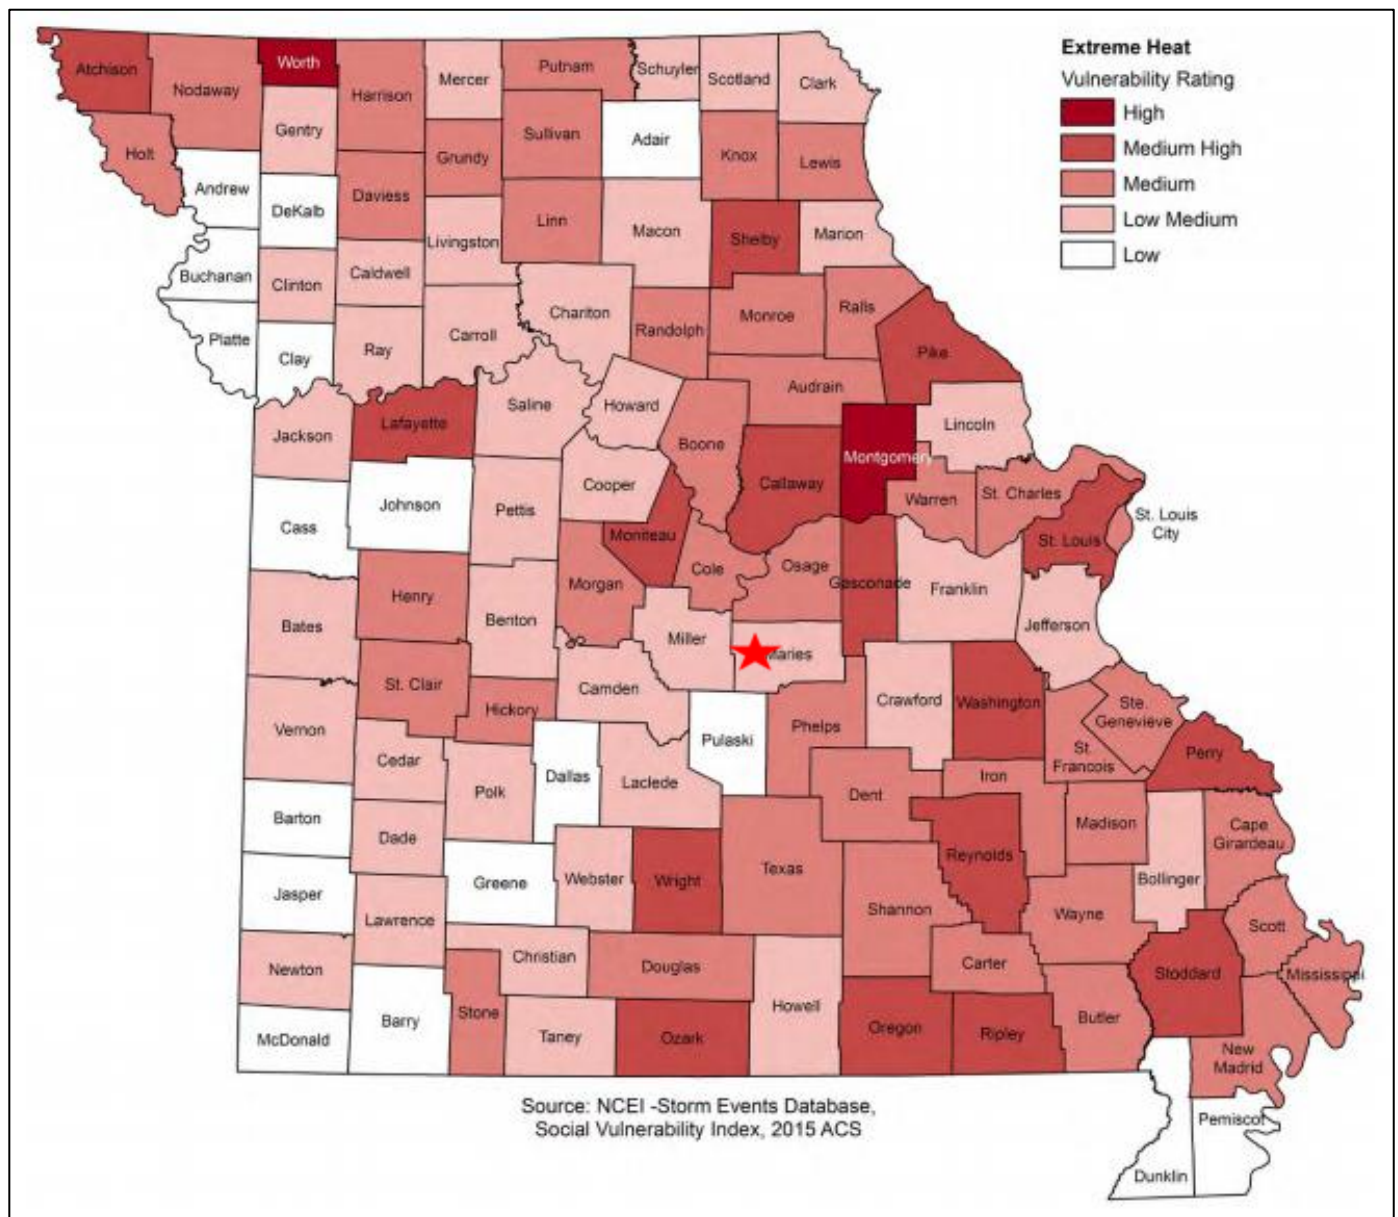 Extreme Heat
Vulnerability Rating
High
Medium High
Medium
Low Medium
Low
Atchison
Nodaway
Worth
Harrison
Mercer
Putnam
Schuyler
Scotland
Clark
Gentry
Holt
Andrew
DeKalb
Daviess
Grundy
Sullivan
Adair
Knox
Lewis
Linn
Macon
Shelby
Marion
Livingston
Buchanan
Clinton
Caldwell
Chariton
Randolph
Monroe
Ralls
Platte
Clay
Ray
Carroll
Pike
Audrain
Saline
Howard
Boone
Lincoln
Jackson
Lafayette
Montgomery
Callaway
Cooper
Warren
St. Charles
St. Louis
City
Cass
Johnson
Pettis
Moniteau
St. Louis
Cole
Osage
Gasconade
Morgan
Franklin
Henry
Benton
Bates
Miller
Maries
Jefferson
St. Clair
Camden
Hickory
Phelps
Crawford
Washington
Ste.
Genevieve
Vernon
Cedar
Pulaski
St
Francois
Perry
Polk
Dallas
Laclede
Dent
Iron
Barton
Dade
Madison
Cape
Girardeau
Jasper
Greene
Webster
Wright
Texas
Reynolds
Bollinger
Lawrence
Shannon
Wayne
Scott
Newton
Christian
Douglas
Carter
Stoddard
Mississippi
McDonald
Barry
Stone
Taney
Ozark
Howell
Oregon
Ripley
Butler
New
Madrid
Pemiscot
Dunklin
Source: NCEI -Storm Events Database,
Social Vulnerability Index, 2015 ACS